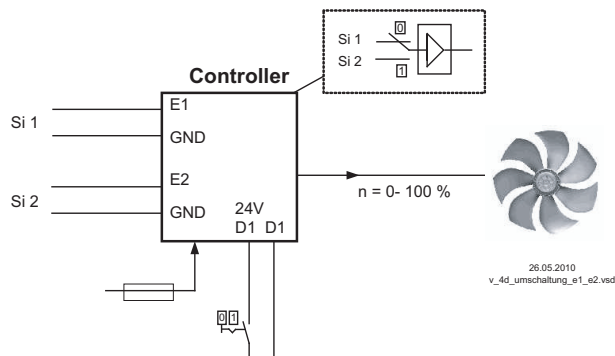 0
Si 1
Si 2
1
Controller
E1
Si 1
GND
E2
Si 2
GND
24V
D1 D1
n = 0- 100 %
0 1
26.05.2010
v_4d_umschaltung_e1_e2.vsd